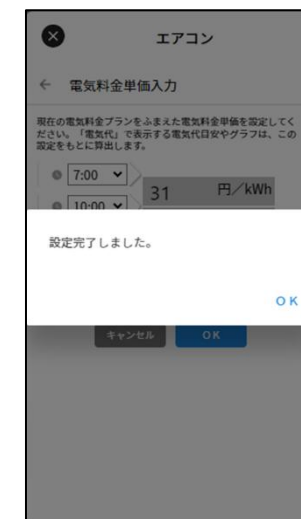 エアコン
電気料金単価入力
現在の電気料金プランをふまえた電気料金単価を設定してく
ださい。「電気代」で表示する電気代目安やグラフは、この
設定をもとに算出します。
7:00
31 円／kWh
10:00
設定完了しました。
OK
キャンセル OK